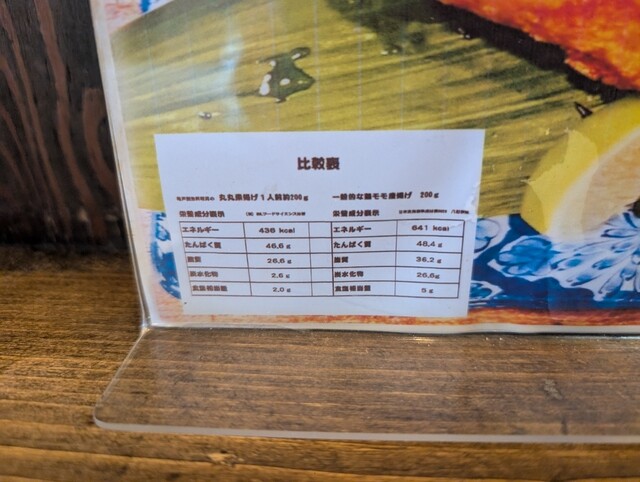 比較表
丸丸唐揚げ1人前約200g 一般的な鶏モモ唐揚げ 200g
栄養成分表示 栄養成分表示
エネルギー 436 kcal エネルギー 641 kcal
たんぱく質 46,6 g たんぱく質 48,4 g
脂質 26,6 g 脂質 36,2 g
炭水化物 2,6 g 炭水化物 26,6g
食塩相当量 2,0 g 食塩相当量 5 g